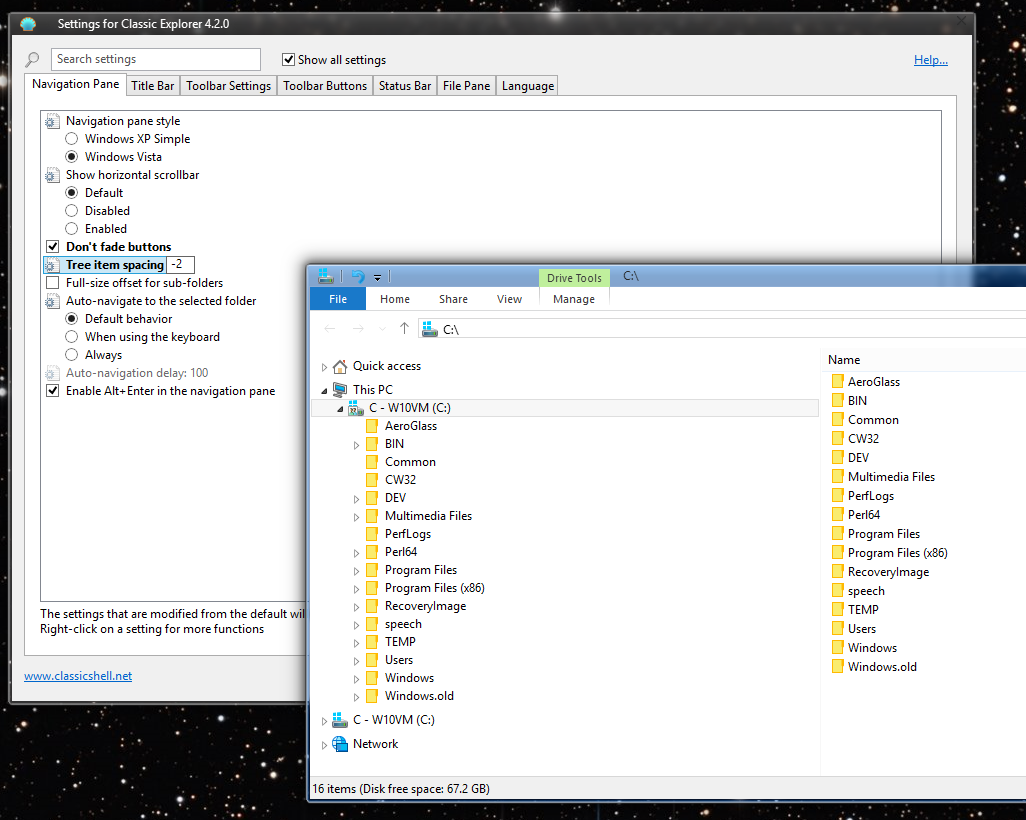 Settings for Classic Explorer 4.2.0
Search settings
Show all settings
Help...
Navigation Pane
Title Bar
Toolbar Settings
Toolbar Buttons
Status Bar
File Pane
Language
Navigation pane style
Windows XP Simple
Windows Vista
Show horizontal scrollbar
Default
Disabled
Enabled
Don't fade buttons
Tree item spacing -2
Full-size offset for sub-folders
Auto-navigate to the selected folder
Default behavior
When using the keyboard
Always
Auto-navigation delay: 100
Enable Alt+Enter in the navigation pane
The settings that are modified from the default wil
Right-click on a setting for more functions
www.classicshell.net
Drive Tools
C:\
File
Home
Share
View
Manage
C:\
Quick access
This PC
C - W10VM (C:)
AeroGlass
BIN
Common
CW32
DEV
Multimedia Files
PerfLogs
Perl64
Program Files
Program Files (x86)
RecoveryImage
speech
TEMP
Users
Windows
Windows.old
C - W10VM (C:)
Network
Name
AeroGlass
BIN
Common
CW32
DEV
Multimedia Files
PerfLogs
Perl64
Program Files
Program Files (x86)
RecoveryImage
speech
TEMP
Users
Windows
Windows.old
16 items (Disk free space: 67.2 GB)